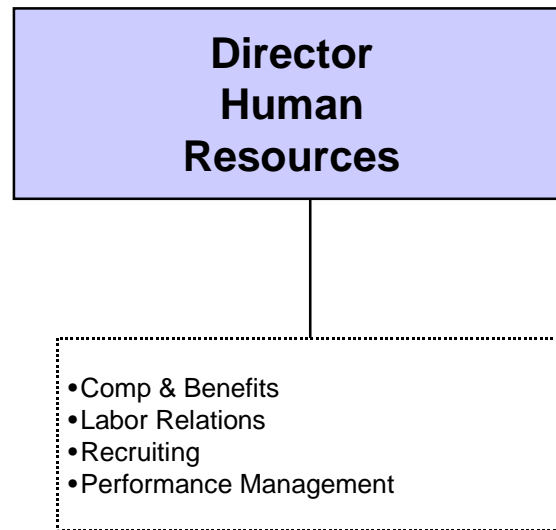 Director
Human
Resources
•Comp & Benefits
•Labor Relations
•Recruiting
•Performance Management